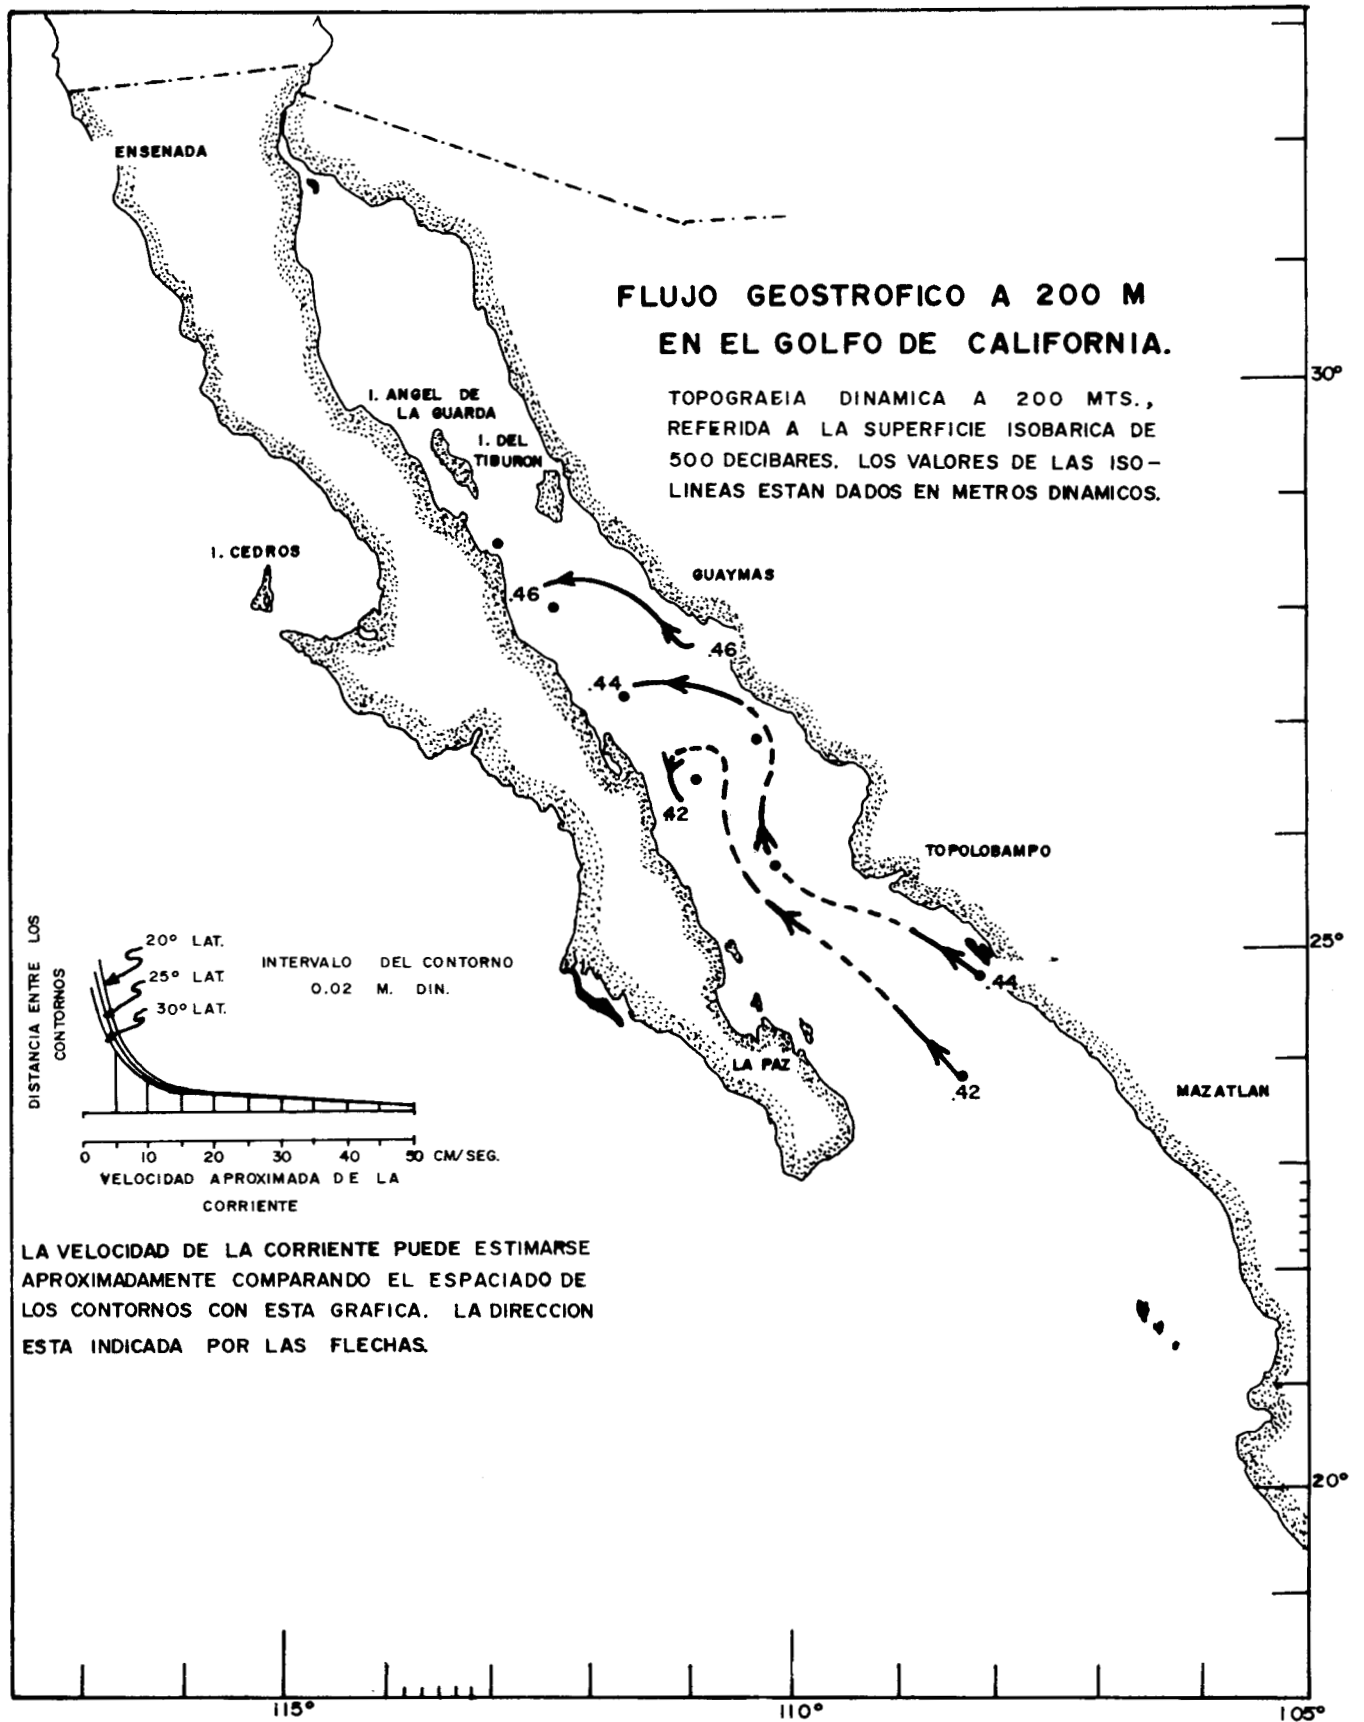 ENSENADA
FLUJO GEOSTROFICO A 200 M
EN EL GOLFO DE CALIFORNIA.
TOPOGRAEIA DINAMICA A 200 MTS.,
REFERIDA A LA SUPERFICIE ISOBARICA DE
500 DECIBARES. LOS VALORES DE LAS ISO-
LINEAS ESTAN DADOS EN METROS DINAMICOS.
30°
I. ANGEL DE
LA GUARDA
I. DEL
TIBURON
I. CEDROS
GUAYMAS
.46
.46
.44
.42
TOPOLOBAMPO
25°
.44
LA PAZ
.42
MAZATLAN
DISTANCIA ENTRE LOS
CONTORNOS
20° LAT.
25° LAT.
30° LAT.
INTERVALO DEL CONTORNO
0.02 M. DIN.
0 10 20 30 40 50 CM/SEG.
VELOCIDAD APROXIMADA DE LA
CORRIENTE
LA VELOCIDAD DE LA CORRIENTE PUEDE ESTIMARSE
APROXIMADAMENTE COMPARANDO EL ESPACIADO DE
LOS CONTORNOS CON ESTA GRAFICA. LA DIRECCION
ESTA INDICADA POR LAS FLECHAS.
20°
115° 110° 105°